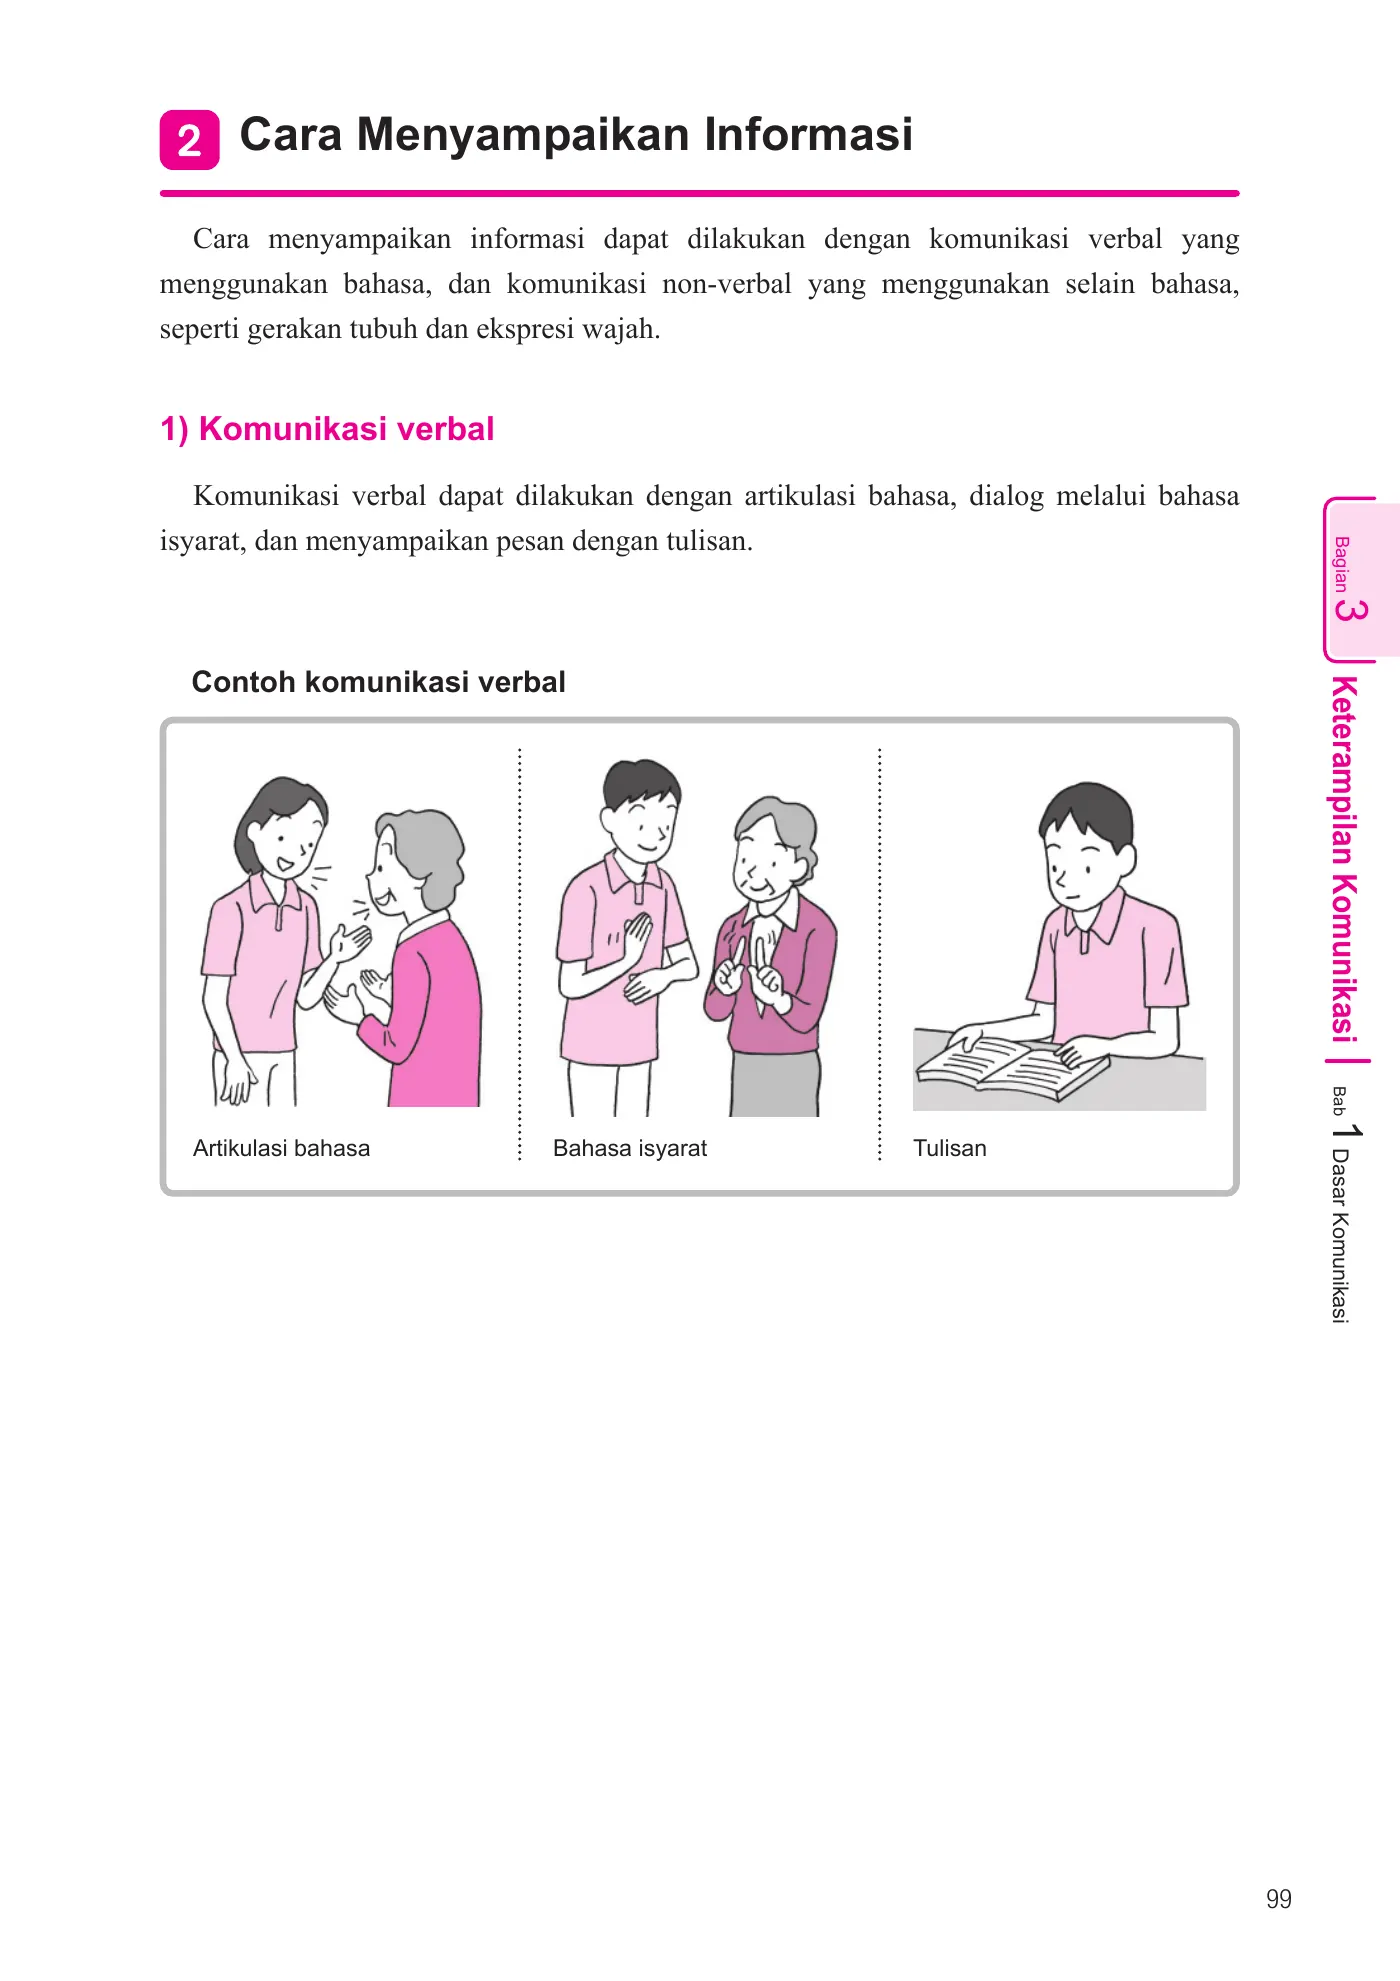 2 Cara Menyampaikan Informasi
Cara menyampaikan informasi dapat dilakukan dengan komunikasi verbal yang
menggunakan bahasa, dan komunikasi non-verbal yang menggunakan selain bahasa,
seperti gerakan tubuh dan ekspresi wajah.
1) Komunikasi verbal
Komunikasi verbal dapat dilakukan dengan artikulasi bahasa, dialog melalui bahasa
isyarat, dan menyampaikan pesan dengan tulisan.
Contoh komunikasi verbal
Artikulasi bahasa
Bahasa isyarat
Tulisan
Bagian 3 Keterampilan Komunikasi Bab 1 Dasar Komunikasi
99